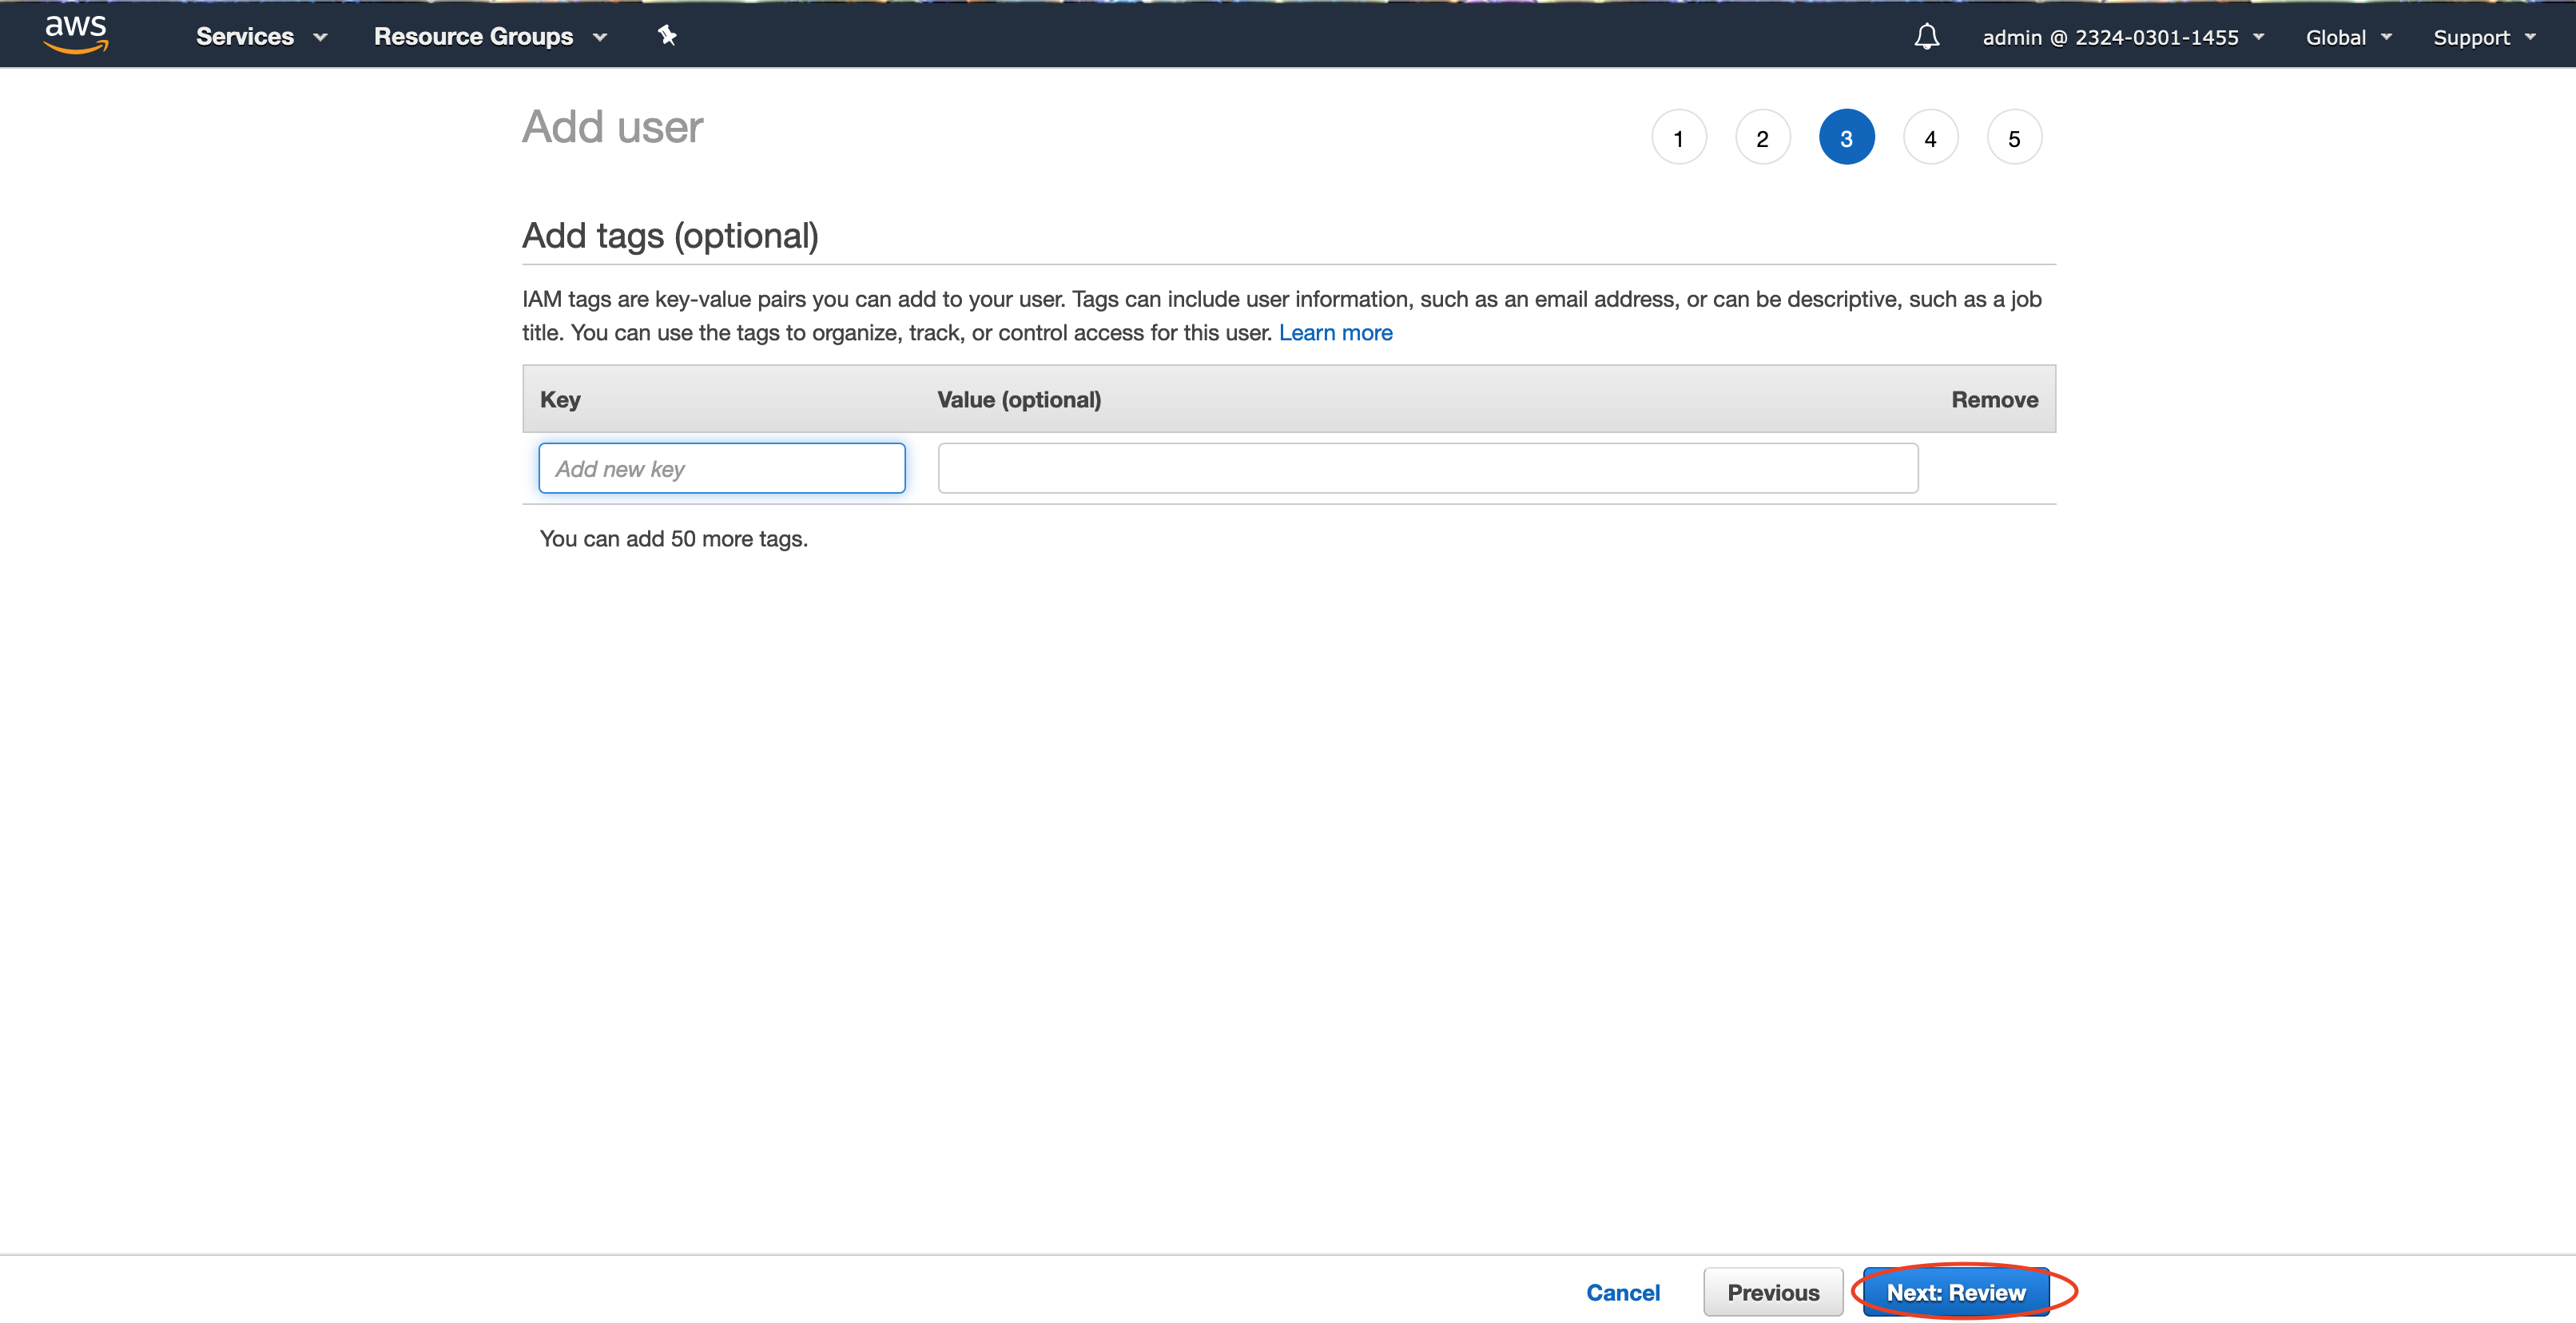 aws Services Resource Groups admin @ 2324-0301-1455 Global Support
Add user 1 2 3 4 5
Add tags (optional)
IAM tags are key-value pairs you can add to your user. Tags can include user information, such as an email address, or can be descriptive, such as a job
title. You can use the tags to organize, track, or control access for this user. Learn more
Key Value (optional) Remove
Add new key
You can add 50 more tags.
Cancel Previous Next: Review